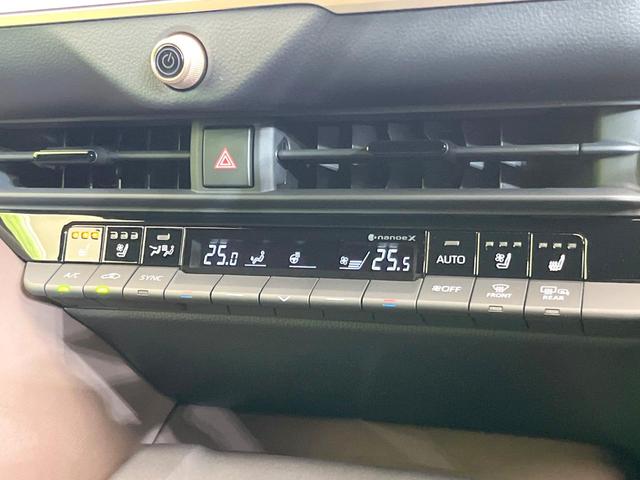 nanoeX
25.0
25.5
AUTO
A/C
SYNC
OFF
FRONT
REAR